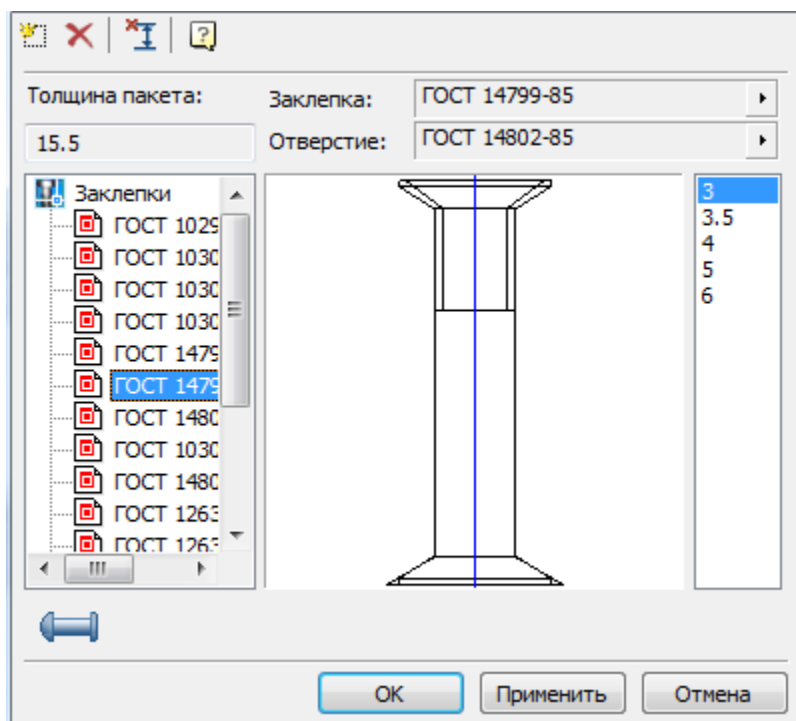 Толщина пакета:
15.5
Заклепка:
ГОСТ 14799-85
Отверстие:
ГОСТ 14802-85
Заклепки
ГОСТ 1029
ГОСТ 1030
ГОСТ 1030
ГОСТ 1030
ГОСТ 1479
ГОСТ 1479
ГОСТ 1480
ГОСТ 1030
ГОСТ 1480
ГОСТ 1263
ГОСТ 1263
3
3.5
4
5
6
ОК
Применить
Отмена